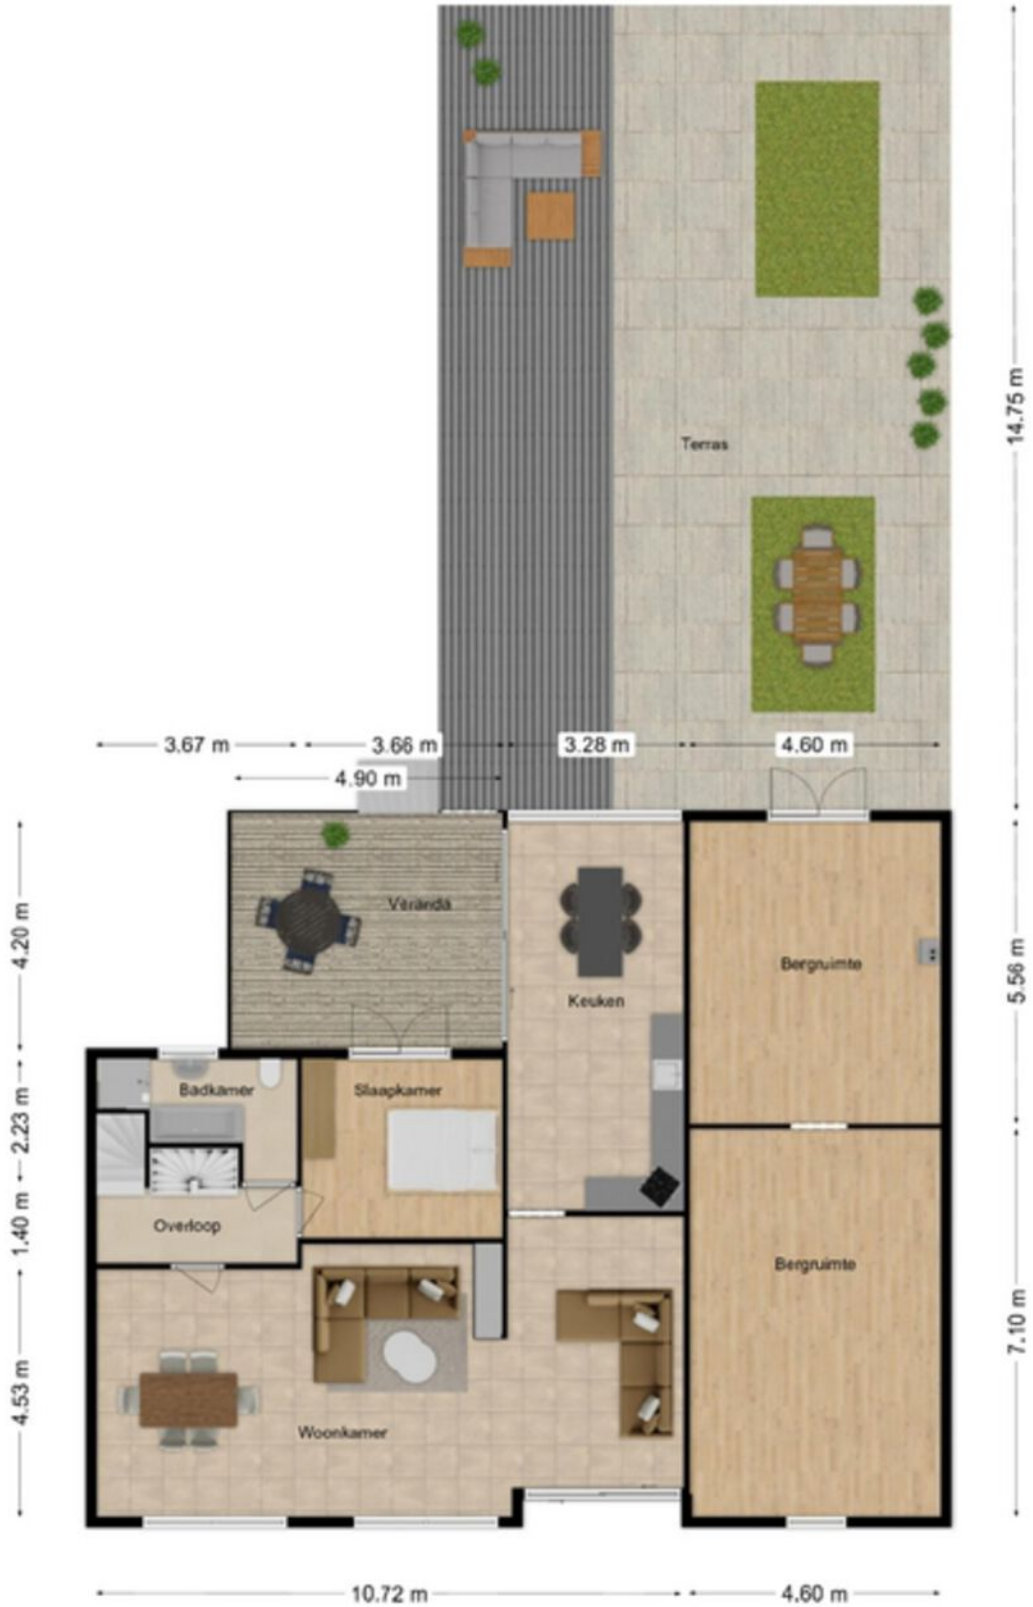 14.75 m
Terras
3.67 m
3.66 m
3.28 m
4.60 m
4.90 m
4.20 m
Veranda
5.56 m
Bergruimte
Keuken
2.23 m
Badkamer
Slaapkamer
1.40 m
Overloop
Bergruimte
7.10 m
4.53 m
Woonkamer
10.72 m
4.60 m